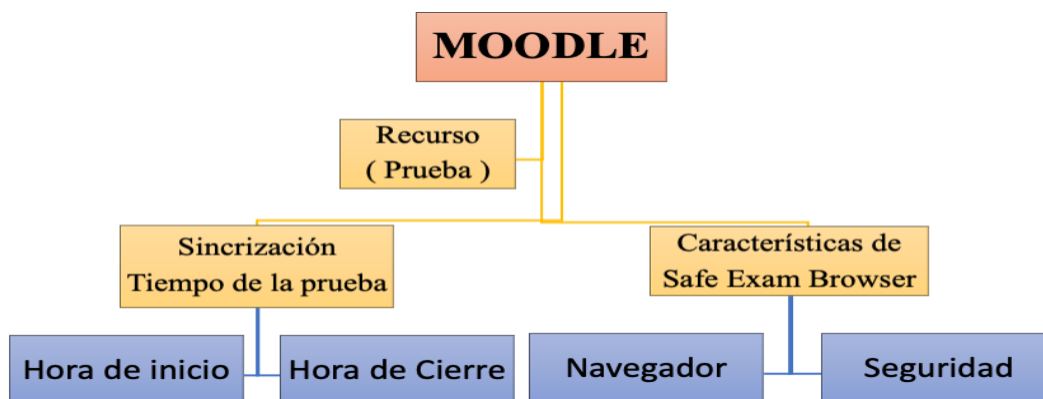 MOODLE
Recurso
( Prueba )
Sincrización
Tiempo de la prueba
Características de
Safe Exam Browser
Hora de inicio
Hora de Cierre
Navegador
Seguridad